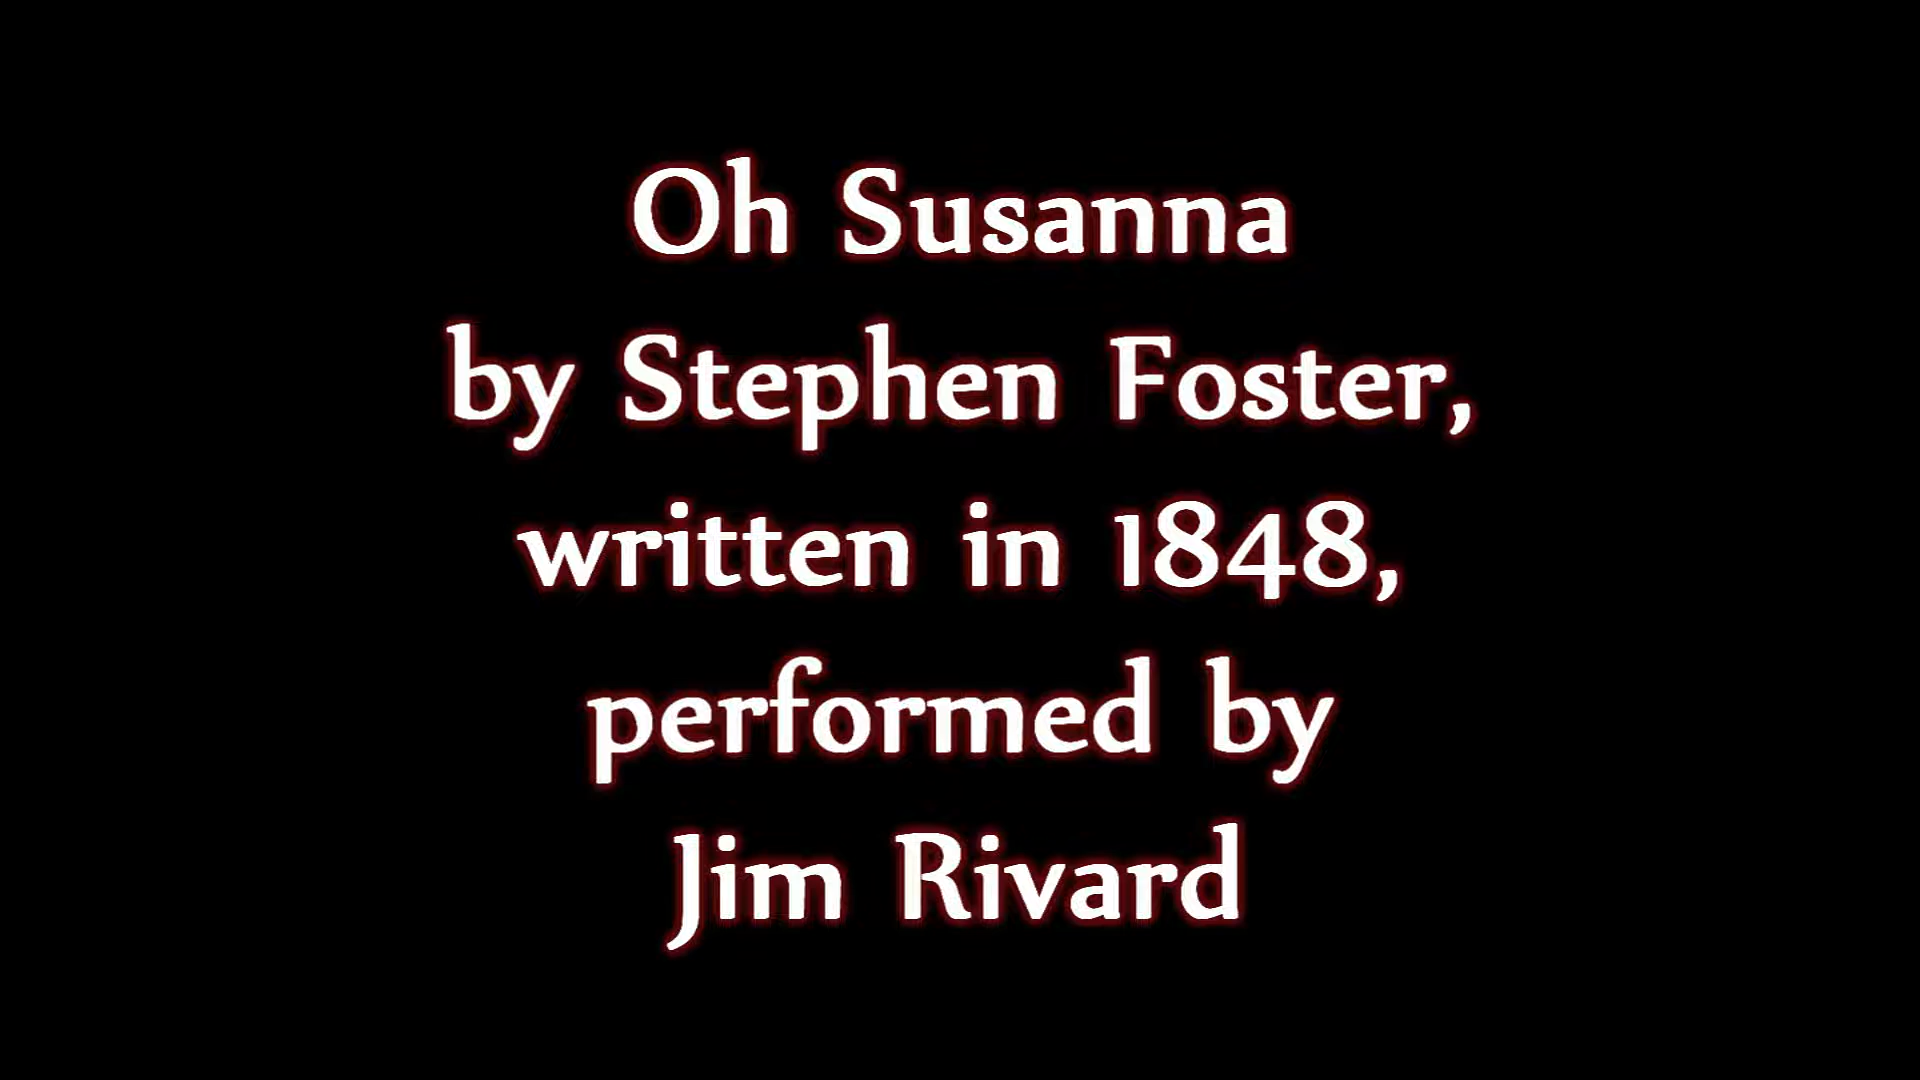 Oh Susanna
by Stephen Foster,
written in 1848,
performed by
Jim Rivard